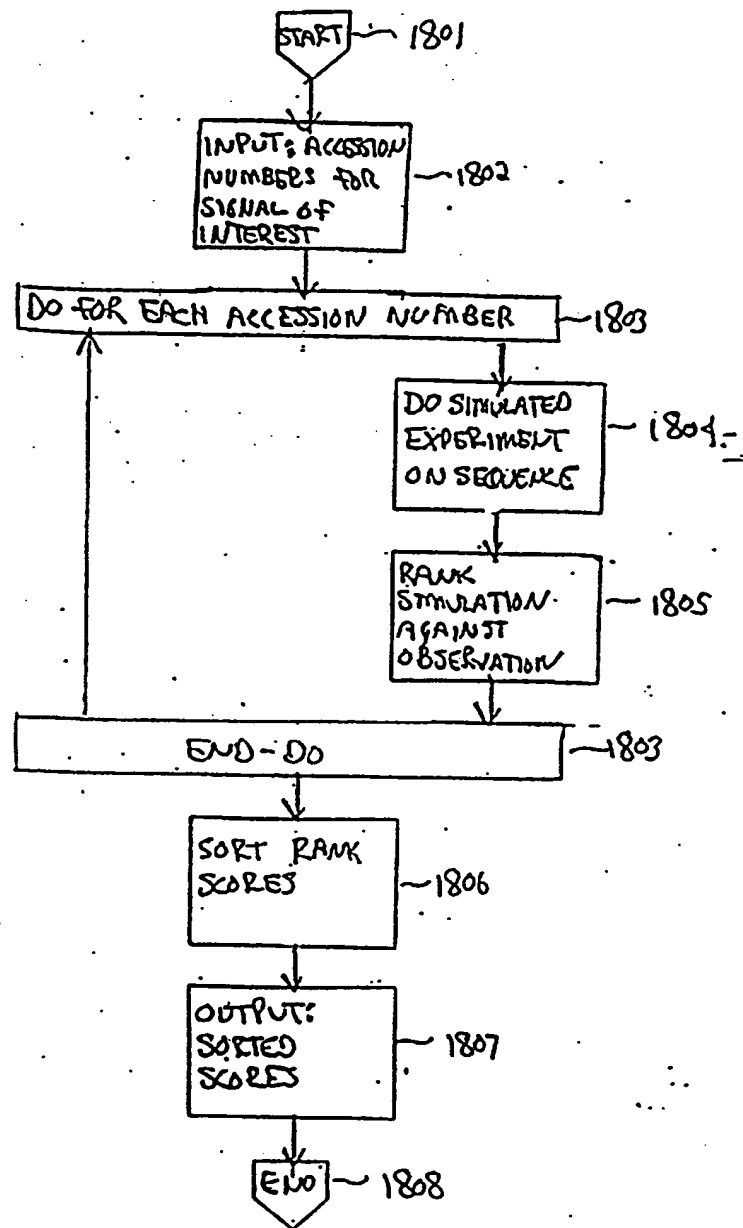 START
1801
INPUT: ACCESSION
NUMBERS FOR
SIGNAL OF
INTEREST
1802
DO FOR EACH ACCESSION NUMBER
1803
DO SIMULATED
EXPERIMENT
ON SEQUENCE
1804
RANK
SIMULATION
AGAINST
OBSERVATION
1805
END-DO
1803
SORT RANK
SCORES
1806
OUTPUT:
SORTED
SCORES
1807
END
1808